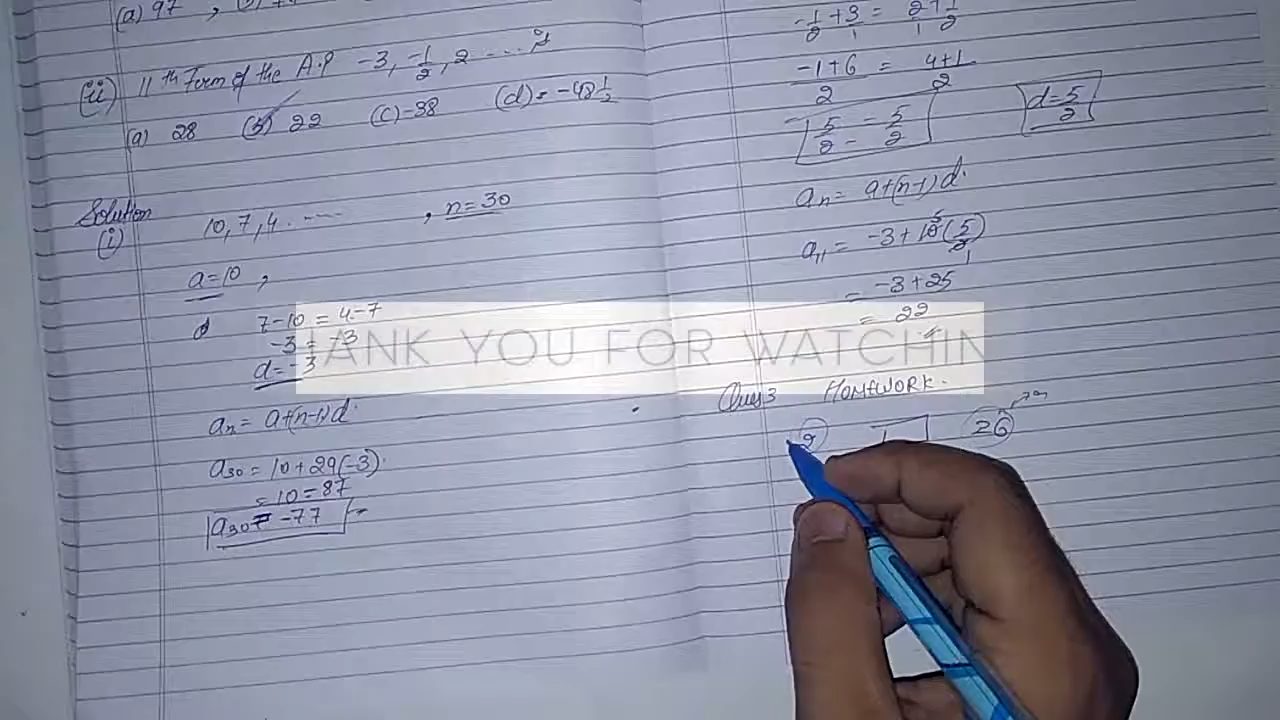 (a) 97 ,
(ii) 11th Term of the A.P -3, -1/2, 2 ....
(a) 28 (b) 22 (c) -38 (d) = -48 1/2
Solution
(i) 10, 7, 4 ..... , n=30
a=10 ,
d 7-10 = 4-7
-3 = -3
d= -3
an = a+(n-1)d
a30 = 10+29(-3)
= 10=87
a30 = -77
-1/2 + 3/1 = 2/1 + 1/2
-1+6/2 = 4+1/2
5/2 = 5/2
d=5/2
an = a+(n-1)d
a11 = -3+10(5/2)
= -3+25
= 22
HANK YOU FOR WATCHIN
Ques 3 HOMEWORK.
2 26